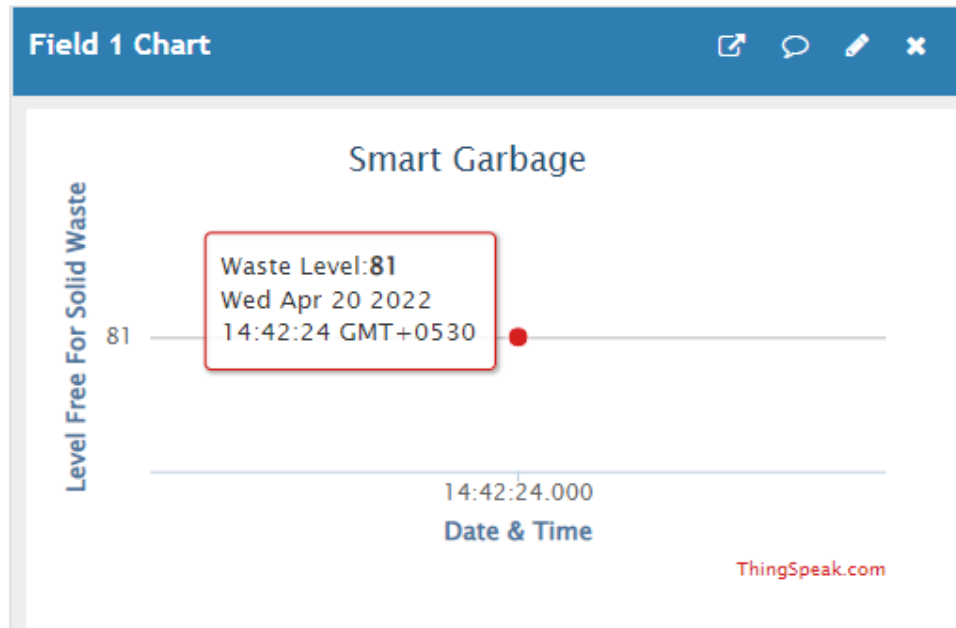 Field 1 Chart
Smart Garbage
Level Free For Solid Waste
Waste Level:81
Wed Apr 20 2022
14:42:24 GMT+0530
81
14:42:24.000
Date & Time
ThingSpeak.com